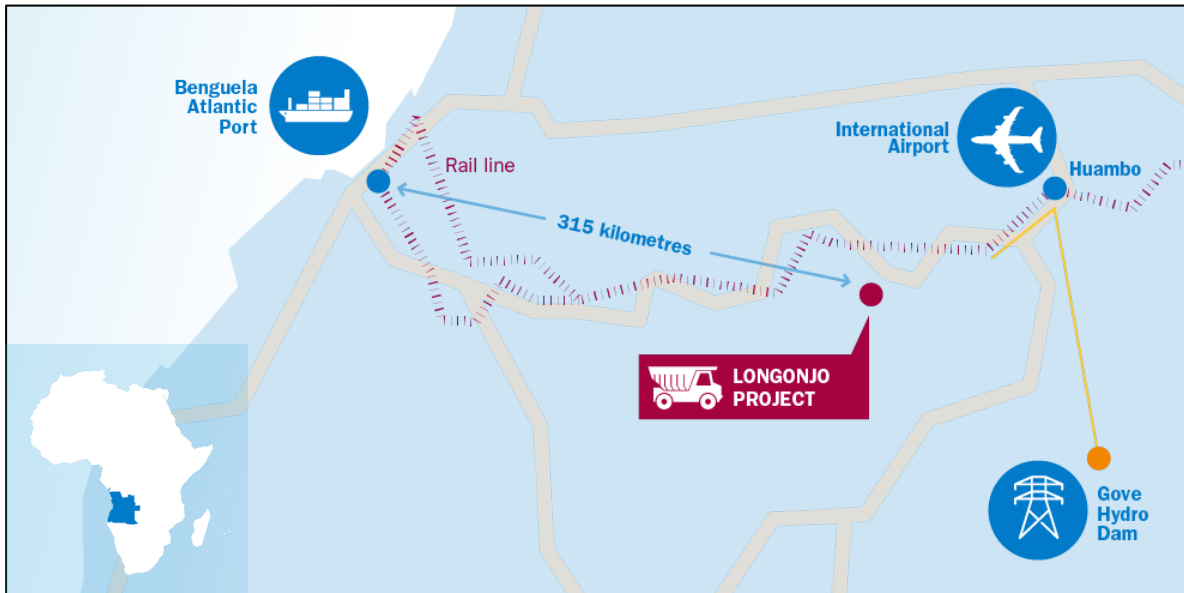 Benguela
Atlantic
Port
Rail line
315 kilometres
International
Airport
Huambo
LONGONJO
PROJECT
Gove
Hydro
Dam